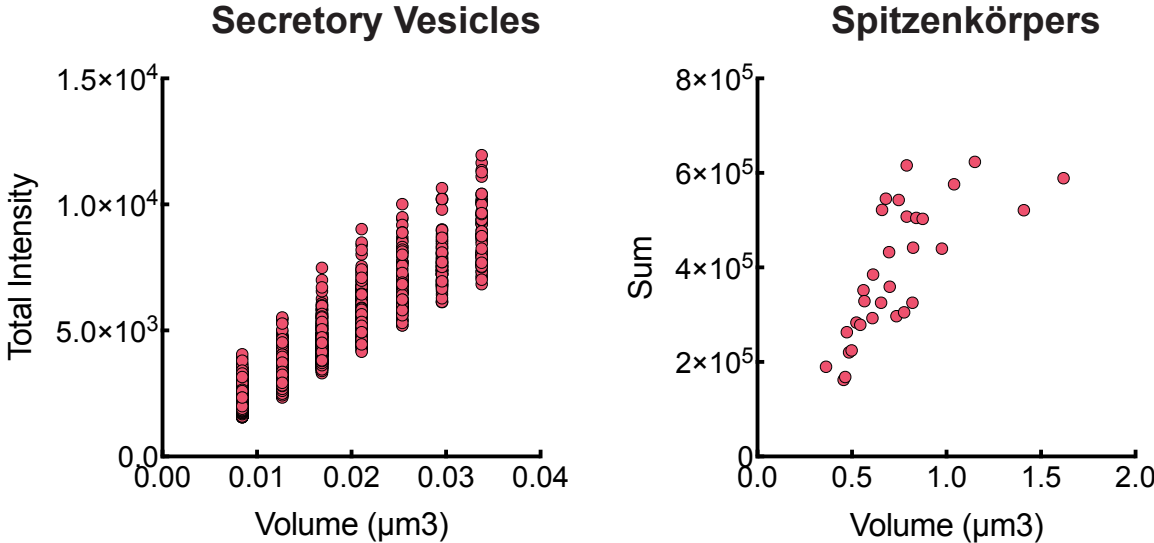 Secretory Vesicles
1.5×10⁴
1.0×10⁴
5.0×10³
0.0
Total Intensity
0.00 0.01 0.02 0.03 0.04
Volume (µm3)
Spitzenkörpers
8×10⁵
6×10⁵
4×10⁵
2×10⁵
0
Sum
0.0 0.5 1.0 1.5 2.0
Volume (µm3)